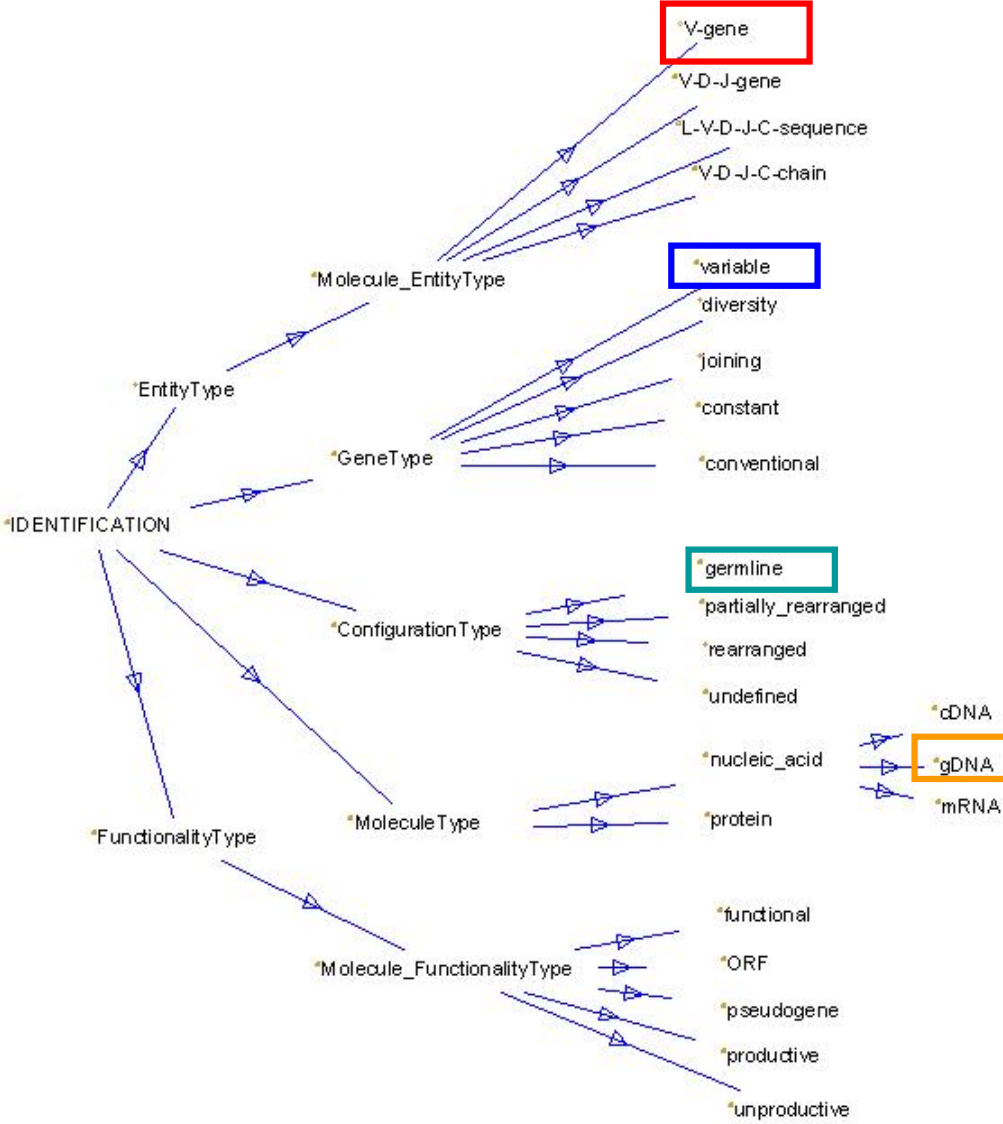 V-gene
V-D-J-gene
L-V-D-J-C-sequence
V-D-J-C-chain
Molecule_EntityType
variable
diversity
joining
constant
conventional
EntityType
GeneType
IDENTIFICATION
germline
partially_rearranged
rearranged
undefined
ConfigurationType
cDNA
nucleic_acid
gDNA
mRNA
MoleculeType
protein
FunctionalityType
functional
ORF
Molecule_FunctionalityType
pseudogene
productive
unproductive